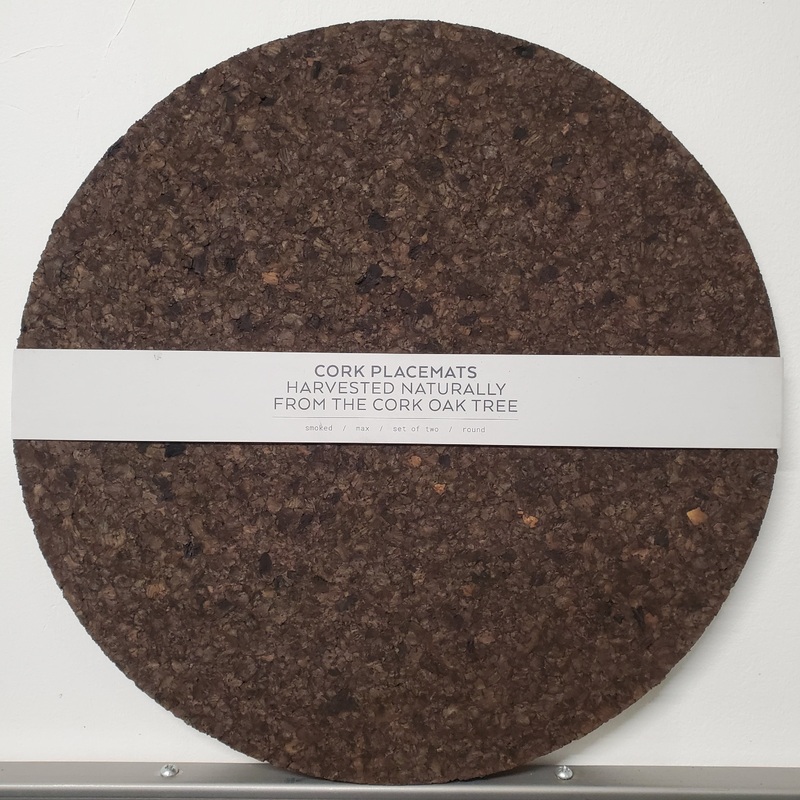 CORK PLACEMATS
HARVESTED NATURALLY
FROM THE CORK OAK TREE
smoked / max / set of two / round